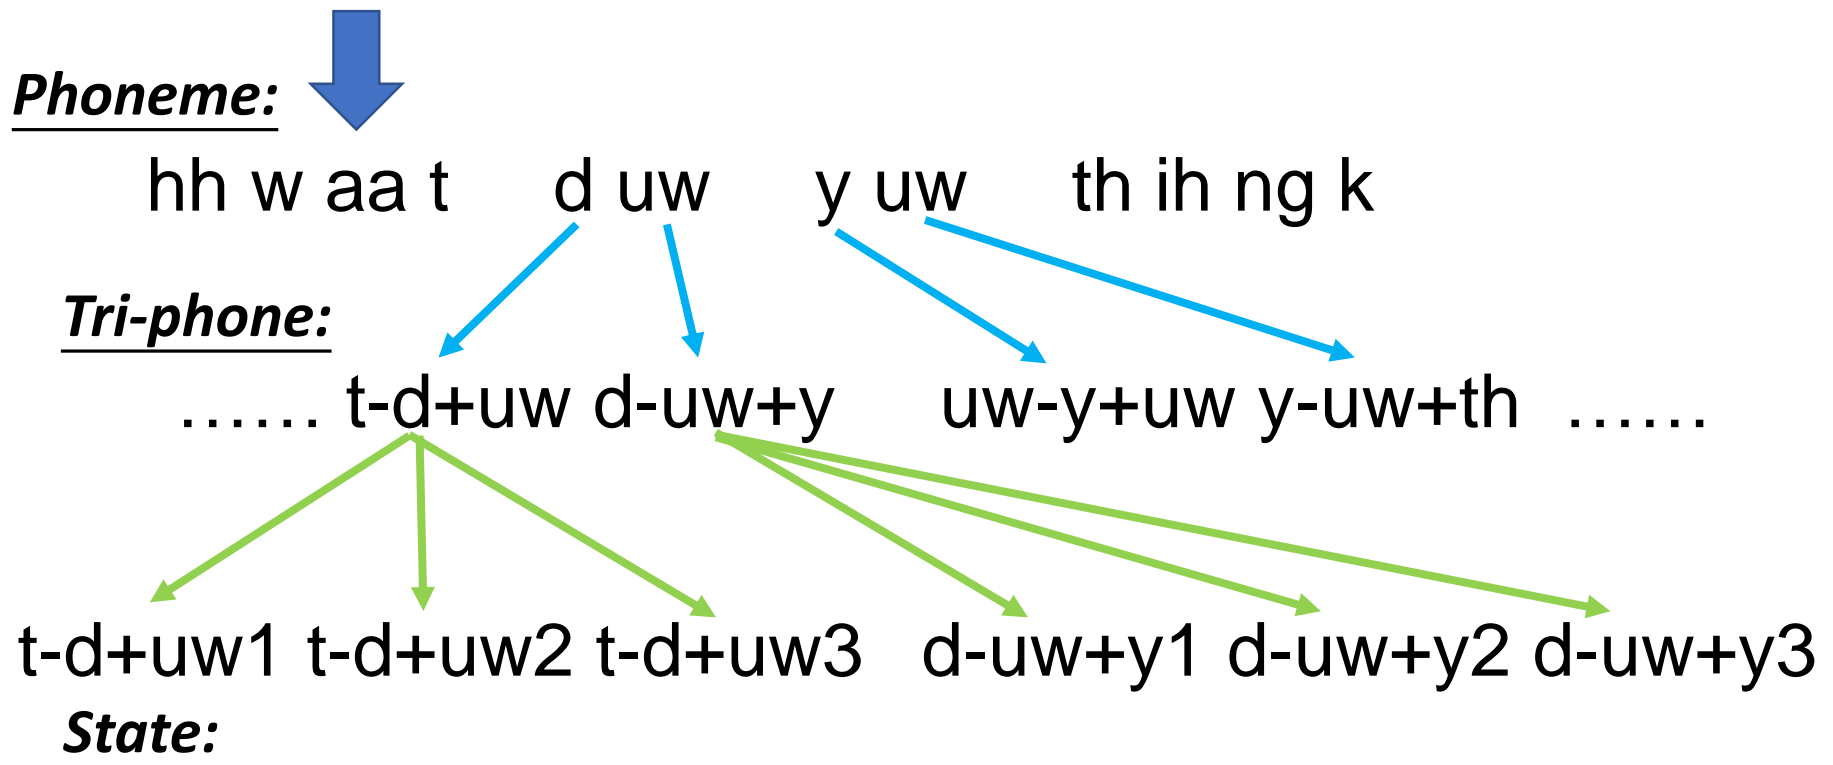 Phoneme:
hh w aa t d uw y uw th ih ng k
Tri-phone:
…… t-d+uw d-uw+y uw-y+uw y-uw+th ……
t-d+uw1 t-d+uw2 t-d+uw3 d-uw+y1 d-uw+y2 d-uw+y3
State: